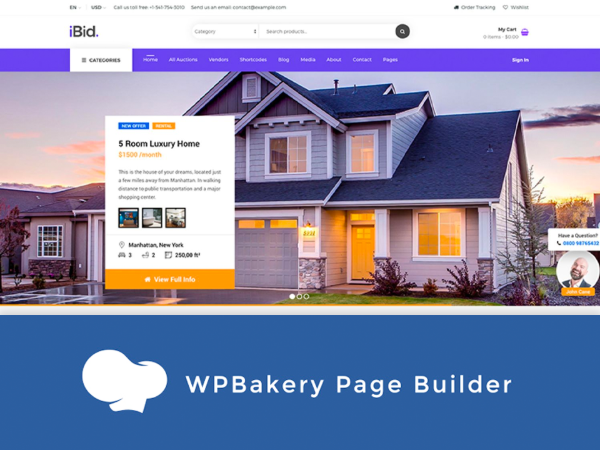 EN USD Call us toll free +1-541-754-3010 Send us an email: contact@example.com Order Tracking Wishlist
iBid.
Category Search products...
My Cart
0 items - $0.00
CATEGORIES Home All Auctions Vendors Shortcodes Blog Media About Contact Pages Sign In
NEW OFFER RENTAL
5 Room Luxury Home
$1500 /month
This is the house of your dreams, located just
a few miles away from Manhattan. In walking
distance to public transportation and a major
shopping center.
Manhattan, New York
3 2 250,00 ft²
View Full Info
Have a Question?
0800 98765432
WPBakery Page Builder